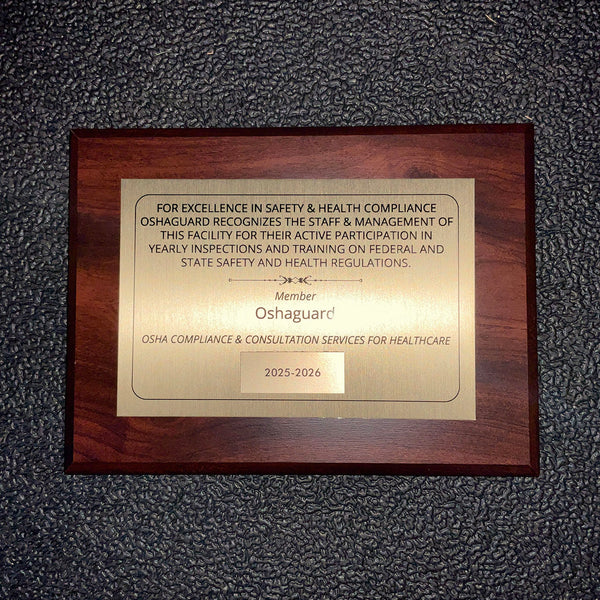 FOR EXCELLENCE IN SAFETY & HEALTH COMPLIANCE
OSHAGUARD RECOGNIZES THE STAFF & MANAGEMENT OF
THIS FACILITY FOR THEIR ACTIVE PARTICIPATION IN
YEARLY INSPECTIONS AND TRAINING ON FEDERAL AND
STATE SAFETY AND HEALTH REGULATIONS.
Member
Oshaguard
OSHA COMPLIANCE & CONSULTATION SERVICES FOR HEALTHCARE
2025-2026